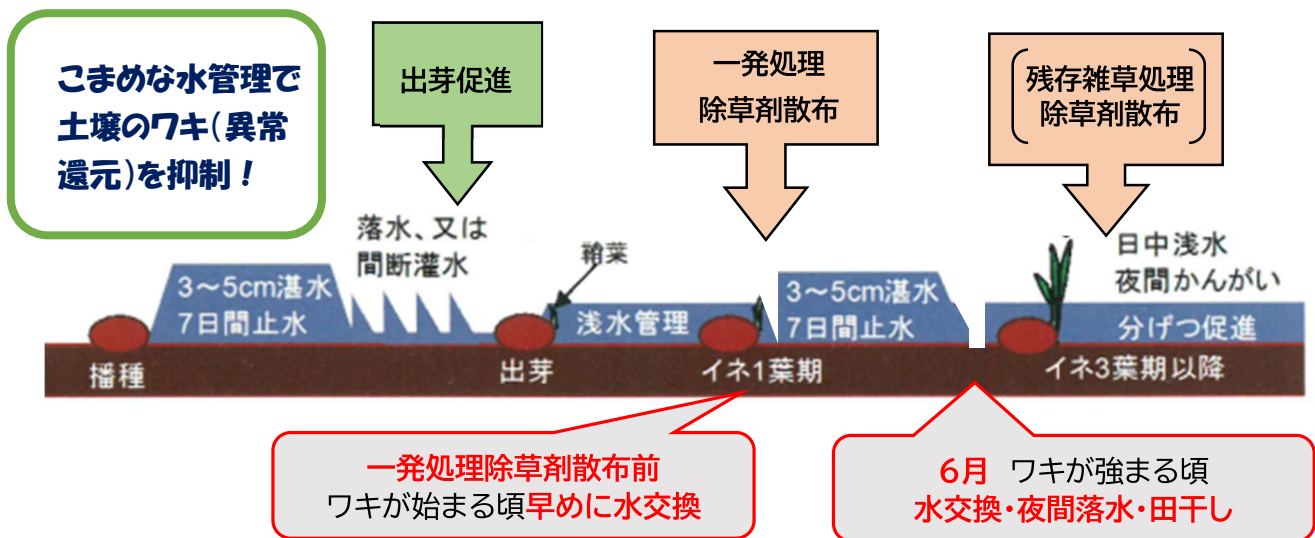 こまめな水管理で
土壌のワキ(異常
還元)を抑制！
出芽促進
一発処理
除草剤散布
残存雑草処理
除草剤散布
落水、又は
間断灌水
鞘葉
日中浅水
夜間かんがい
3～5cm湛水
7日間止水
浅水管理
3～5cm湛水
7日間止水
分げつ促進
播種
出芽
イネ1葉期
イネ3葉期以降
一発処理除草剤散布前
ワキが始まる頃早めに水交換
6月 ワキが強まる頃
水交換・夜間落水・田干し